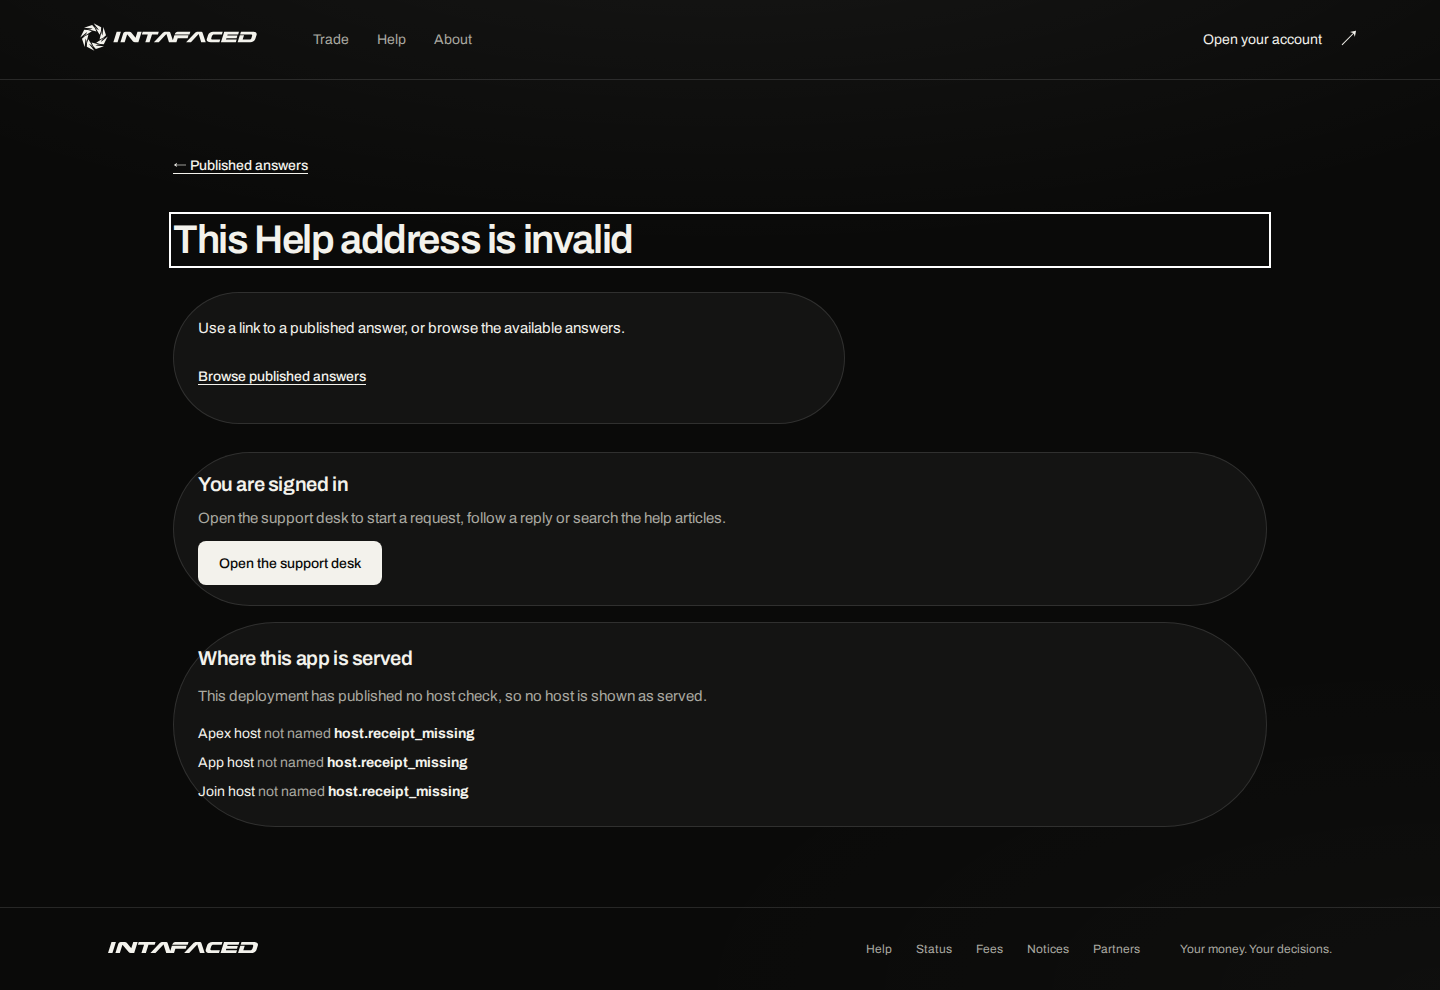 INTAFACED
Trade
Help
About
Open your account ↗
← Published answers
This Help address is invalid
Use a link to a published answer, or browse the available answers.
Browse published answers
You are signed in
Open the support desk to start a request, follow a reply or search the help articles.
Open the support desk
Where this app is served
This deployment has published no host check, so no host is shown as served.
Apex host not named host.receipt_missing
App host not named host.receipt_missing
Join host not named host.receipt_missing
INTAFACED
Help
Status
Fees
Notices
Partners
Your money. Your decisions.